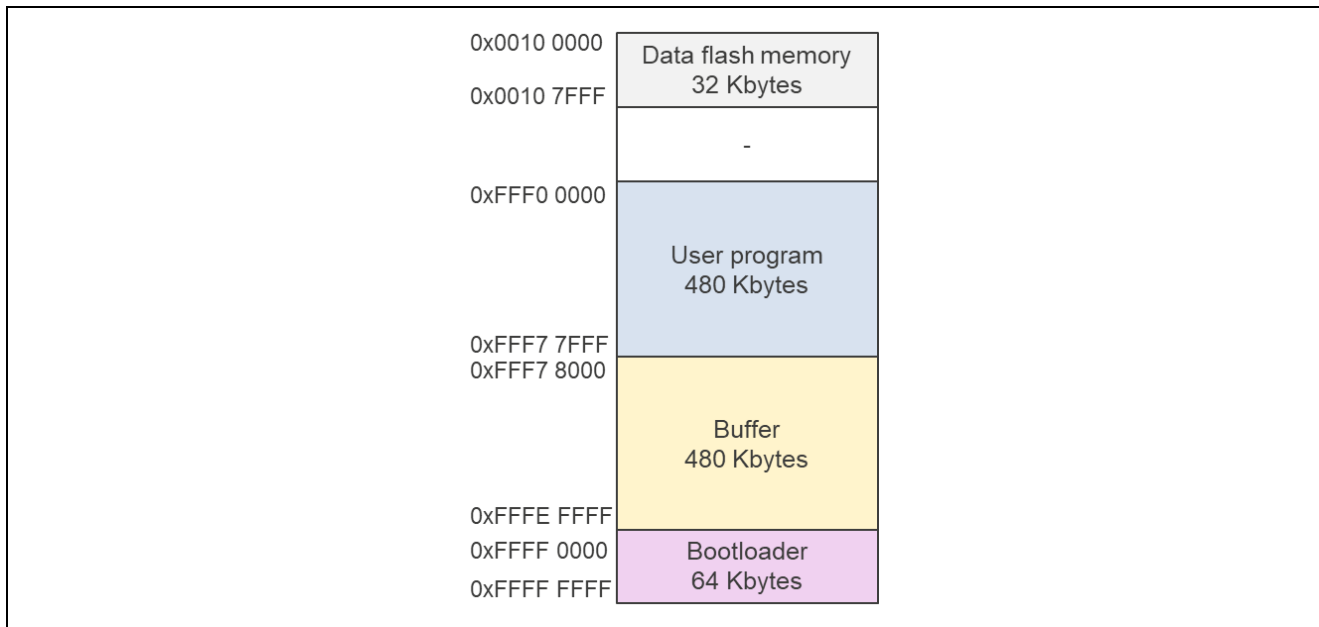 0x0010 0000
Data flash memory
32 Kbytes
0x0010 7FFF
-
0xFFF0 0000
User program
480 Kbytes
0xFFF7 7FFF
0xFFF7 8000
Buffer
480 Kbytes
0xFFFE FFFF
0xFFFF 0000
Bootloader
64 Kbytes
0xFFFF FFFF